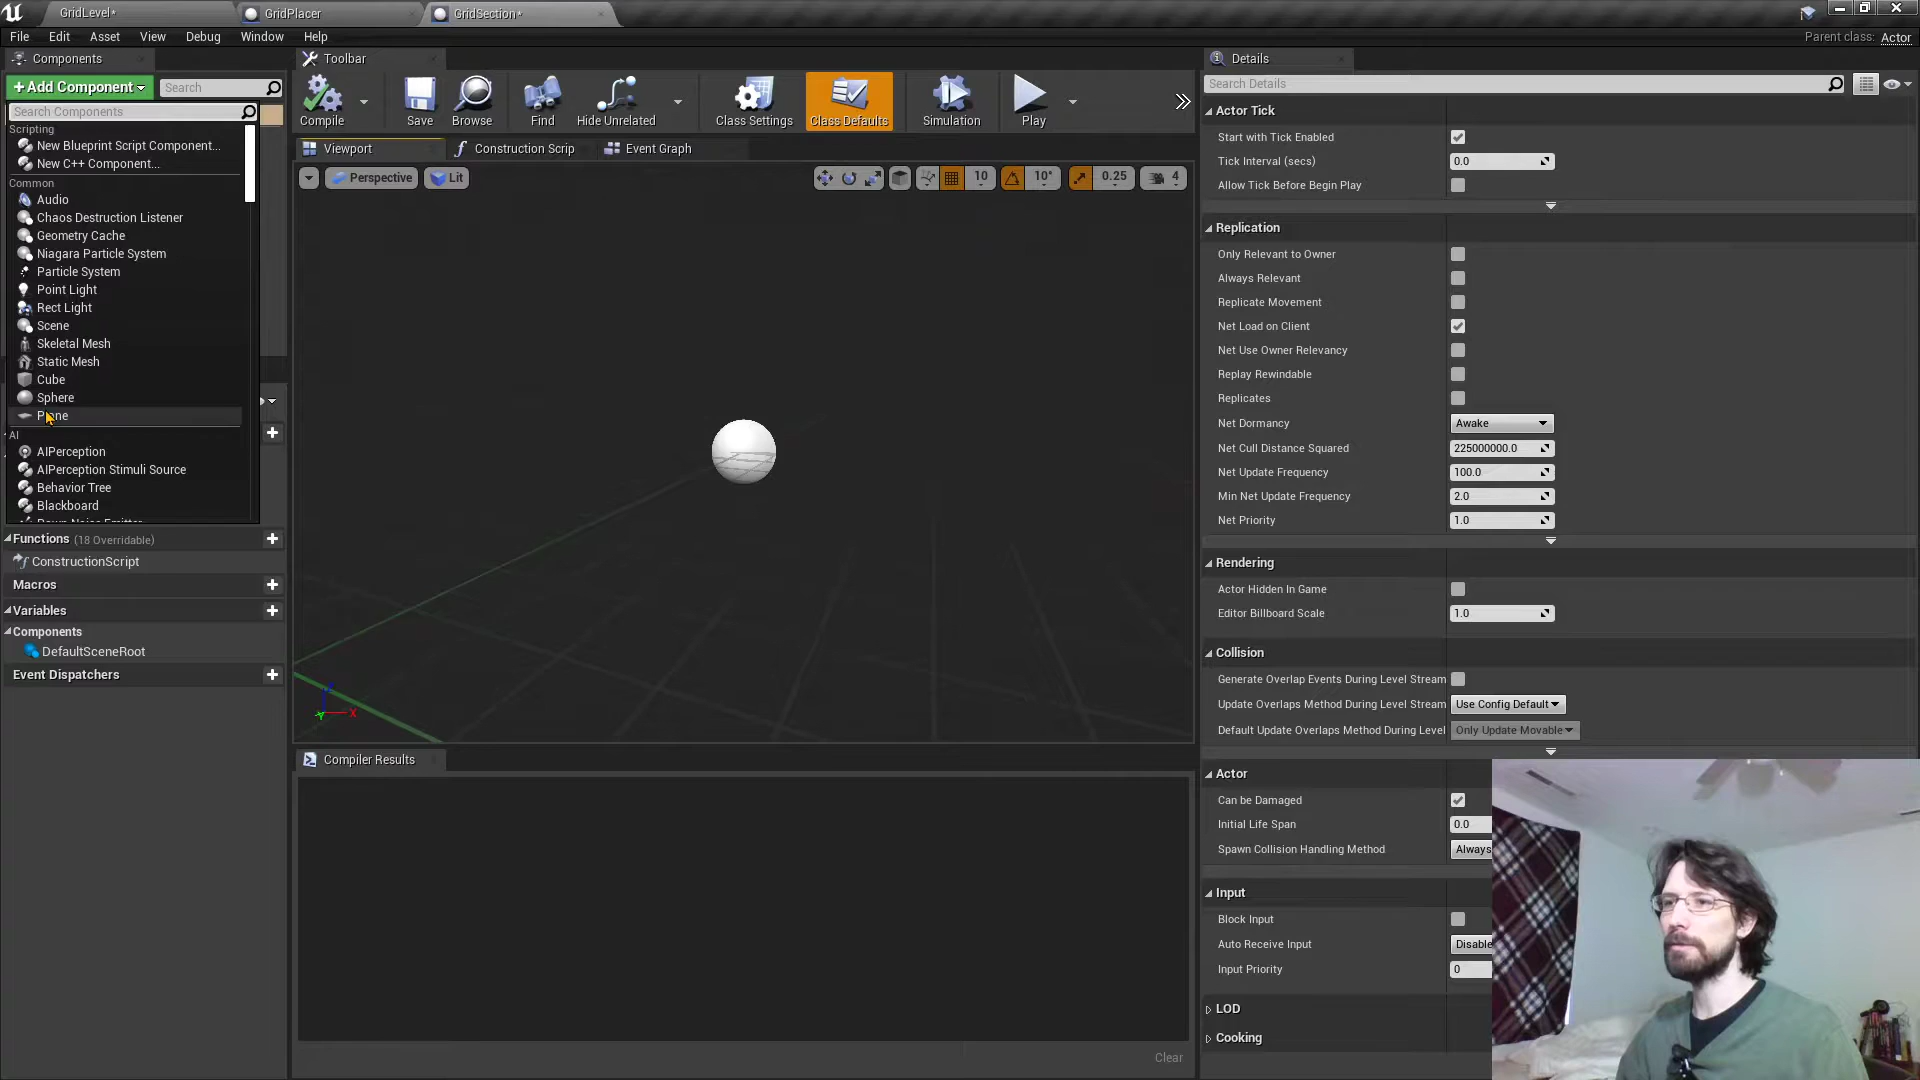 GridLevel*
GridPlacer
GridSection*
File Edit Asset View Debug Window Help
Parent class: Actor
Components
Toolbar
Details
+Add Component
Search
Search Details
Search Components
Scripting
New Blueprint Script Component...
New C++ Component...
Common
Audio
Chaos Destruction Listener
Geometry Cache
Niagara Particle System
Particle System
Point Light
Rect Light
Scene
Skeletal Mesh
Static Mesh
Cube
Sphere
AI
AIPerception
AIPerception Stimuli Source
Behavior Tree
Blackboard
Functions (18 Overridable)
ConstructionScript
Macros
Variables
Components
DefaultSceneRoot
Event Dispatchers
Compile
Save
Browse
Find
Hide Unrelated
Class Settings
Class Defaults
Simulation
Play
Viewport
Construction Scrip
Event Graph
Perspective
Lit
10
10°
0.25
4
X
Compiler Results
Clear
Actor Tick
Start with Tick Enabled
Tick Interval (secs) 0.0
Allow Tick Before Begin Play
Replication
Only Relevant to Owner
Always Relevant
Replicate Movement
Net Load on Client
Net Use Owner Relevancy
Replay Rewindable
Replicates
Net Dormancy Awake
Net Cull Distance Squared 225000000.0
Net Update Frequency 100.0
Min Net Update Frequency 2.0
Net Priority 1.0
Rendering
Actor Hidden In Game
Editor Billboard Scale 1.0
Collision
Generate Overlap Events During Level Stream
Update Overlaps Method During Level Stream Use Config Default
Default Update Overlaps Method During Level Only Update Movable
Actor
Can be Damaged
Initial Life Span 0.0
Spawn Collision Handling Method Always
Input
Block Input
Auto Receive Input Disable
Input Priority 0
LOD
Cooking